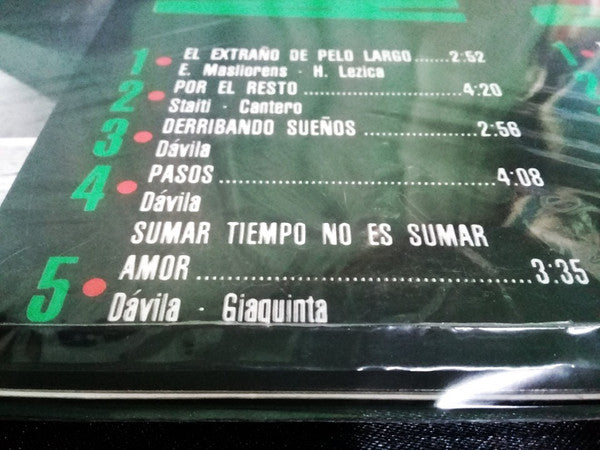 1 • EL EXTRAÑO DE PELO LARGO.......2:52
E. Masllorens · H. Lezica
2 • POR EL RESTO ........................4:20
Staiti · Cantero
3 • DERRIBANDO SUEÑOS ................2:56
Dávila
4 • PASOS.......................................4:08
Dávila
SUMAR TIEMPO NO ES SUMAR
5 • AMOR.........................................3:35
Dávila · Giaquinta
1